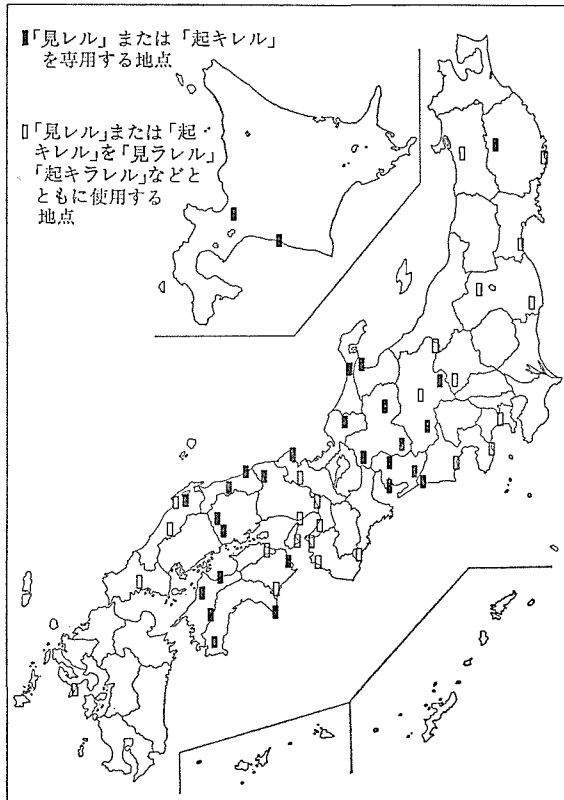 ▮「見レル」または「起キレル」
を専用する地点
▯「見レル」または「起
キレル」を「見ラレル」
「起キラレル」などと
ともに使用する
地点